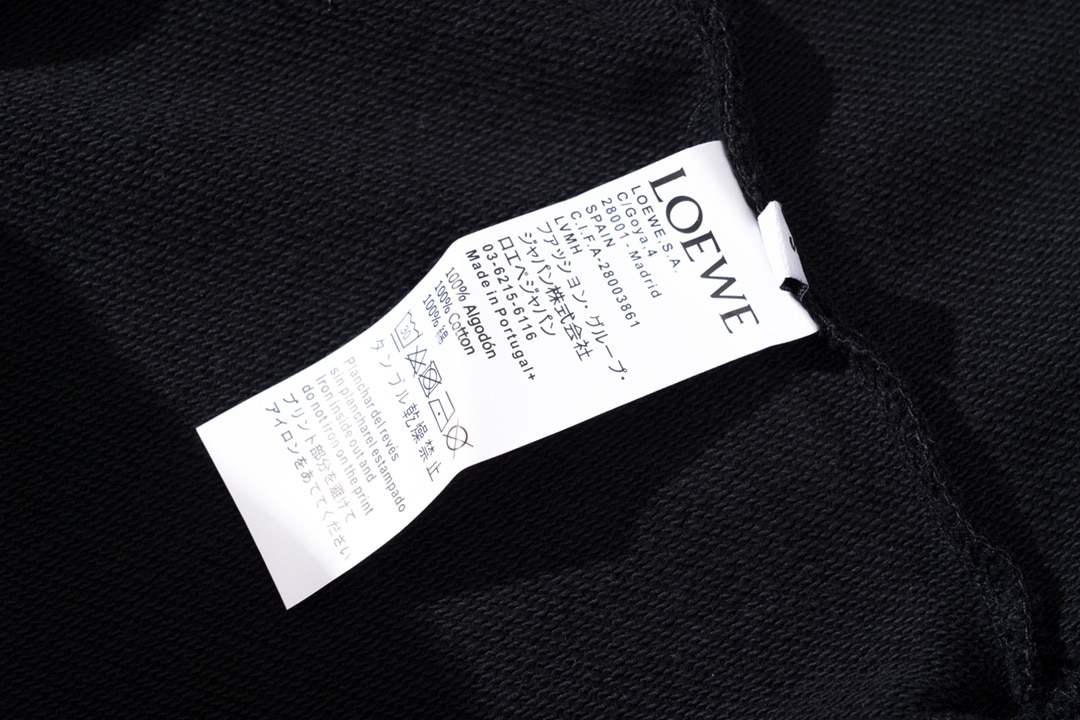 LOEWE
LOEWE.S.A.
C/Goya,4
28001-Madrid
SPAIN
C.I.F.A-28003861
LVMH
ファッション・グループ・
ジャパン株式会社
ロエベジャパン
03-6215-6116
Made in Portugal+
100% Algodón
100% Cotton
100% 綿
30
タンブル乾燥禁止
Planchar del revés
sin planchar el estampado
Iron inside out and
do not iron on the print
プリント部分を避けて
アイロンをあててください